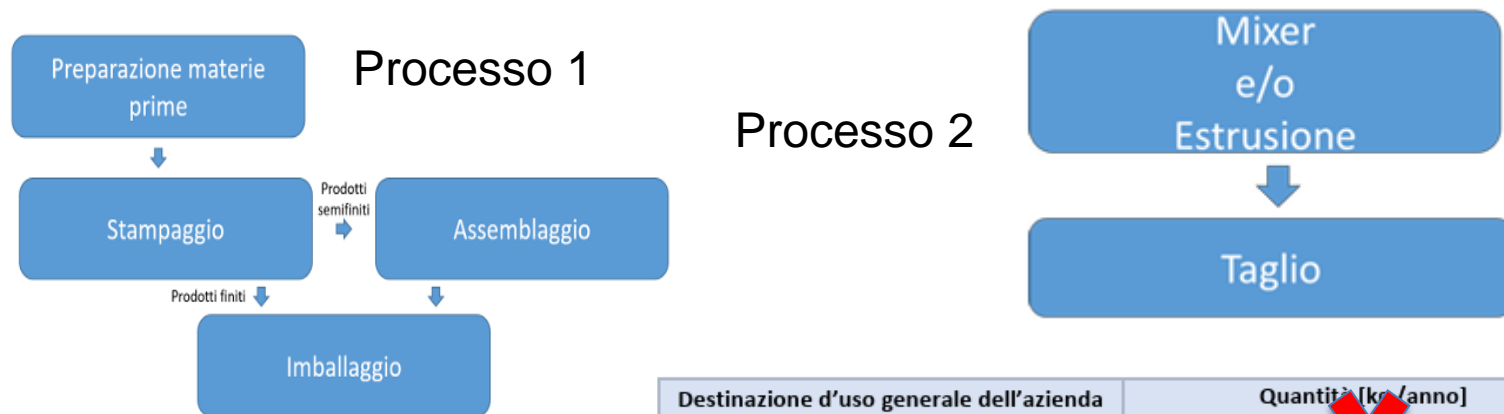 Processo 1
Preparazione materie
prime
Stampaggio
Prodotti
semifiniti
Assemblaggio
Prodotti finiti
Imballaggio
Processo 2
Mixer
e/o
Estrusione
Taglio
Destinazione d'uso generale dell'azienda
Quantità /anno]